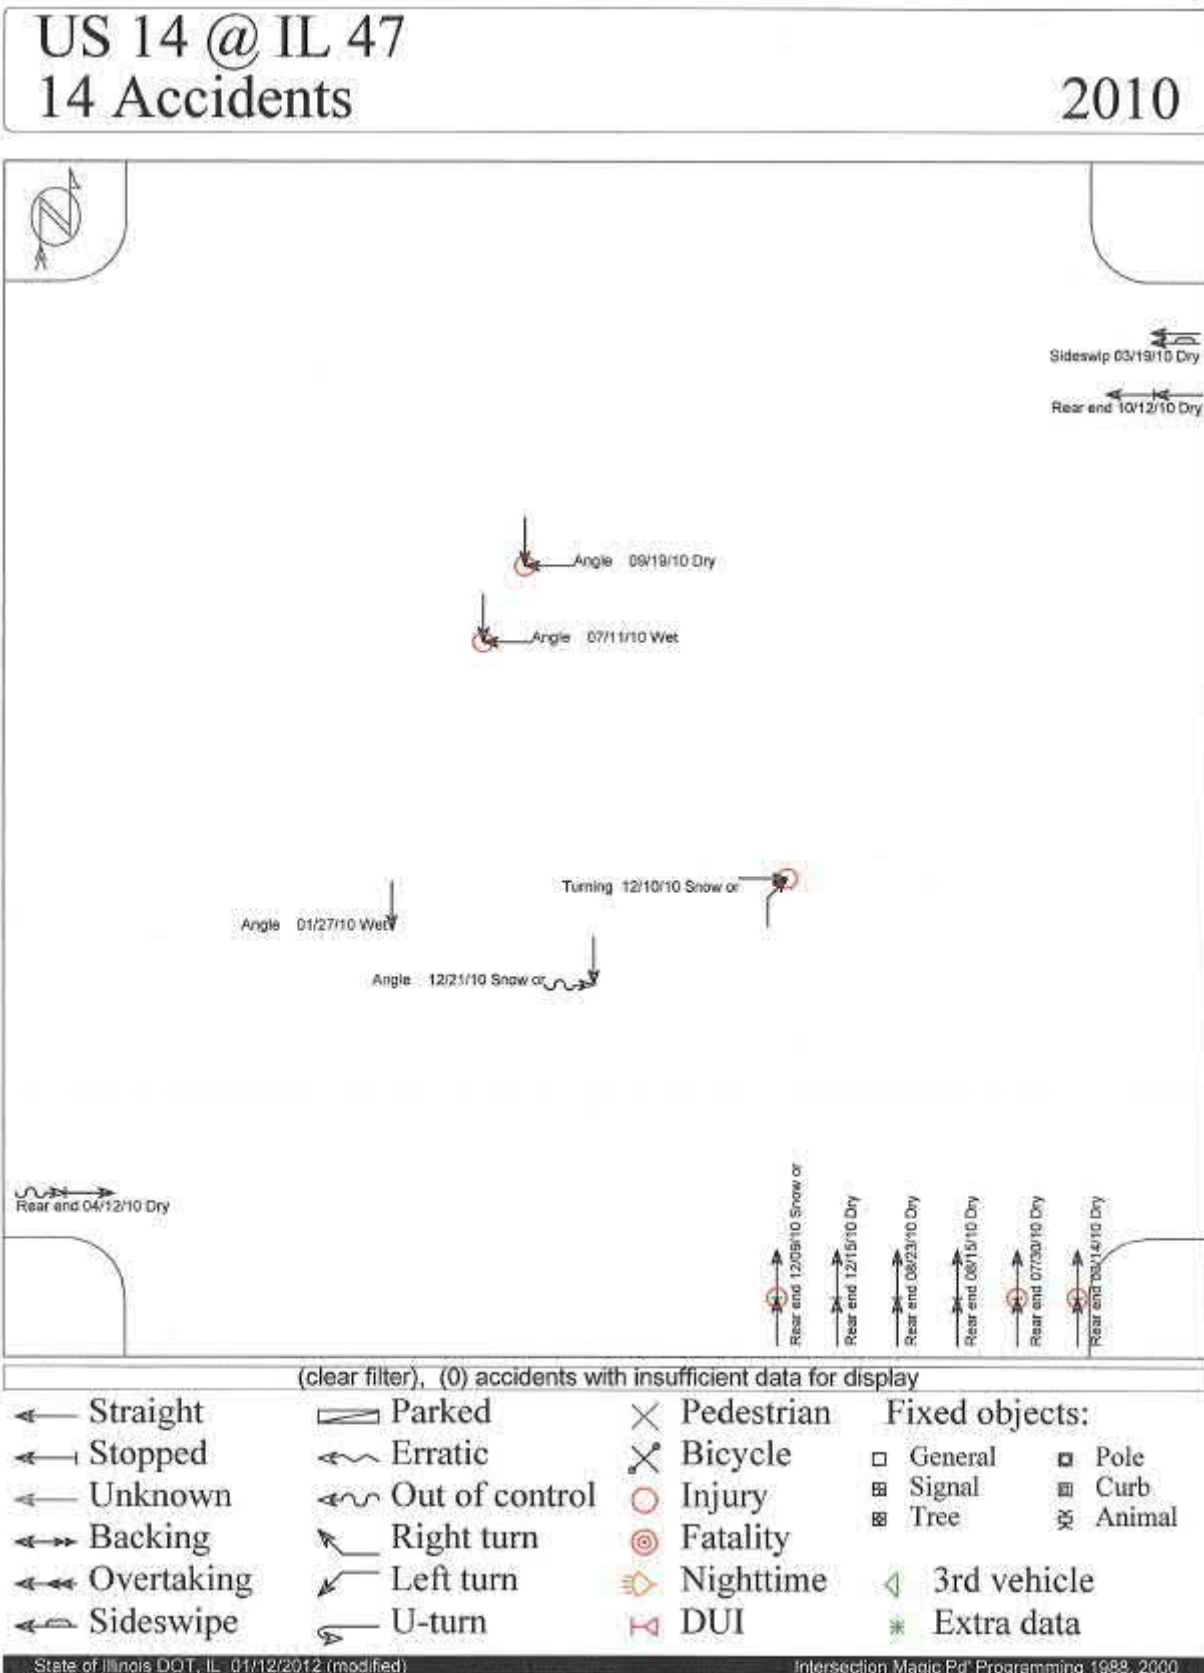 US 14 @ IL 47
14 Accidents
2010
N
Sideswip 03/19/10 Dry
Rear end 10/12/10 Dry
Angle 09/19/10 Dry
Angle 07/11/10 Wet
Turning 12/10/10 Snow or
Angle 01/27/10 Wet
Angle 12/21/10 Snow or
Rear end 04/12/10 Dry
Rear end 12/09/10 Snow or
Rear end 12/15/10 Dry
Rear end 08/23/10 Dry
Rear end 08/15/10 Dry
Rear end 07/30/10 Dry
Rear end Dry
(clear filter), (0) accidents with insufficient data for display
Straight
Stopped
Unknown
Backing
Overtaking
Sideswipe
Parked
Erratic
Out of control
Right turn
Left turn
U-turn
Pedestrian
Bicycle
Injury
Fatality
Nighttime
DUI
Fixed objects:
General
Signal
Tree
Pole
Curb
Animal
3rd vehicle
Extra data
State of Illinois DOT, IL 01/12/2012 (modified)
Intersection Magic Pd' Programming 1988, 2000